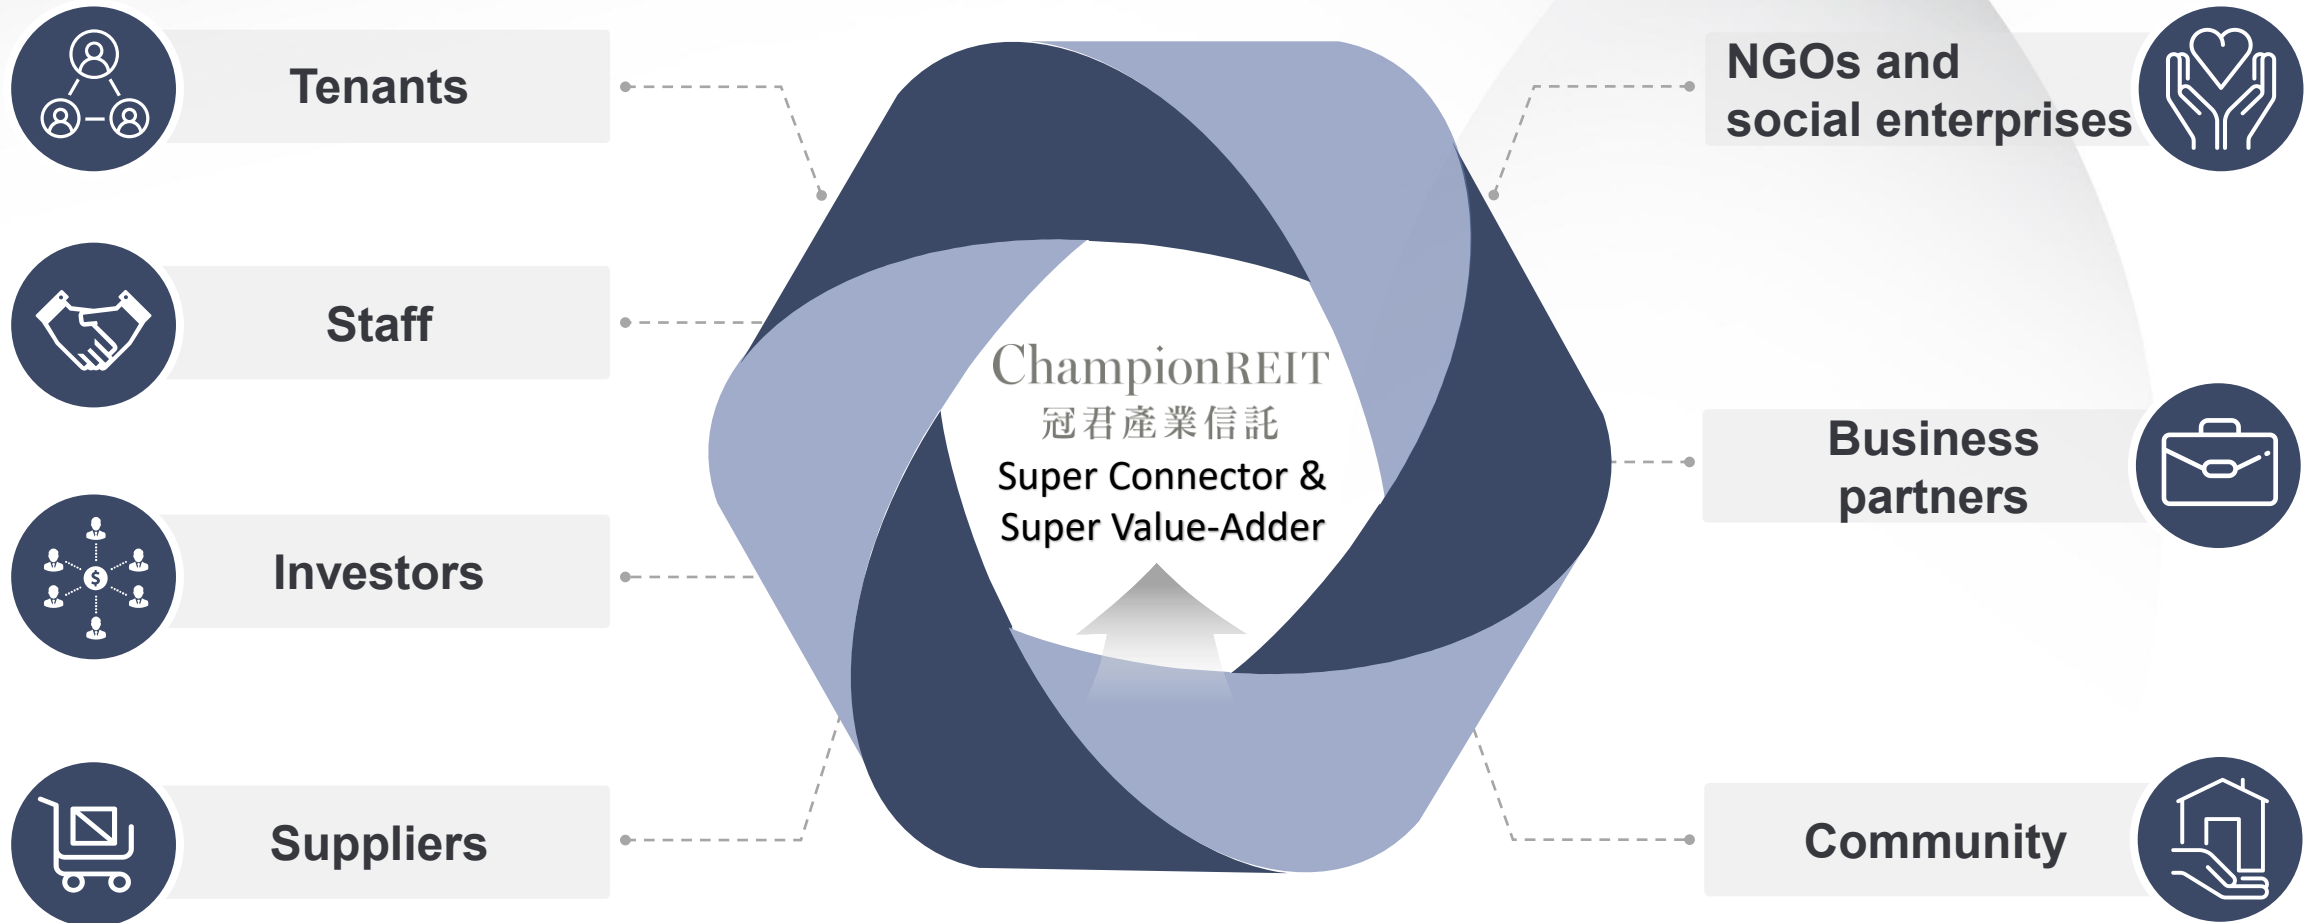 Tenants
Staff
Investors
Suppliers
ChampionREIT
冠君產業信託
Super Connector &
Super Value-Adder
NGOs and
social enterprises
Business
partners
Community
$